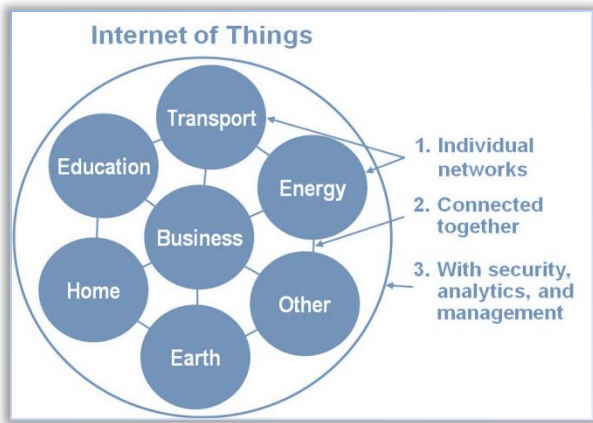 Internet of Things
Transport
Education
Energy
Business
Home
Other
Earth
1. Individual
networks
2. Connected
together
3. With security,
analytics, and
management